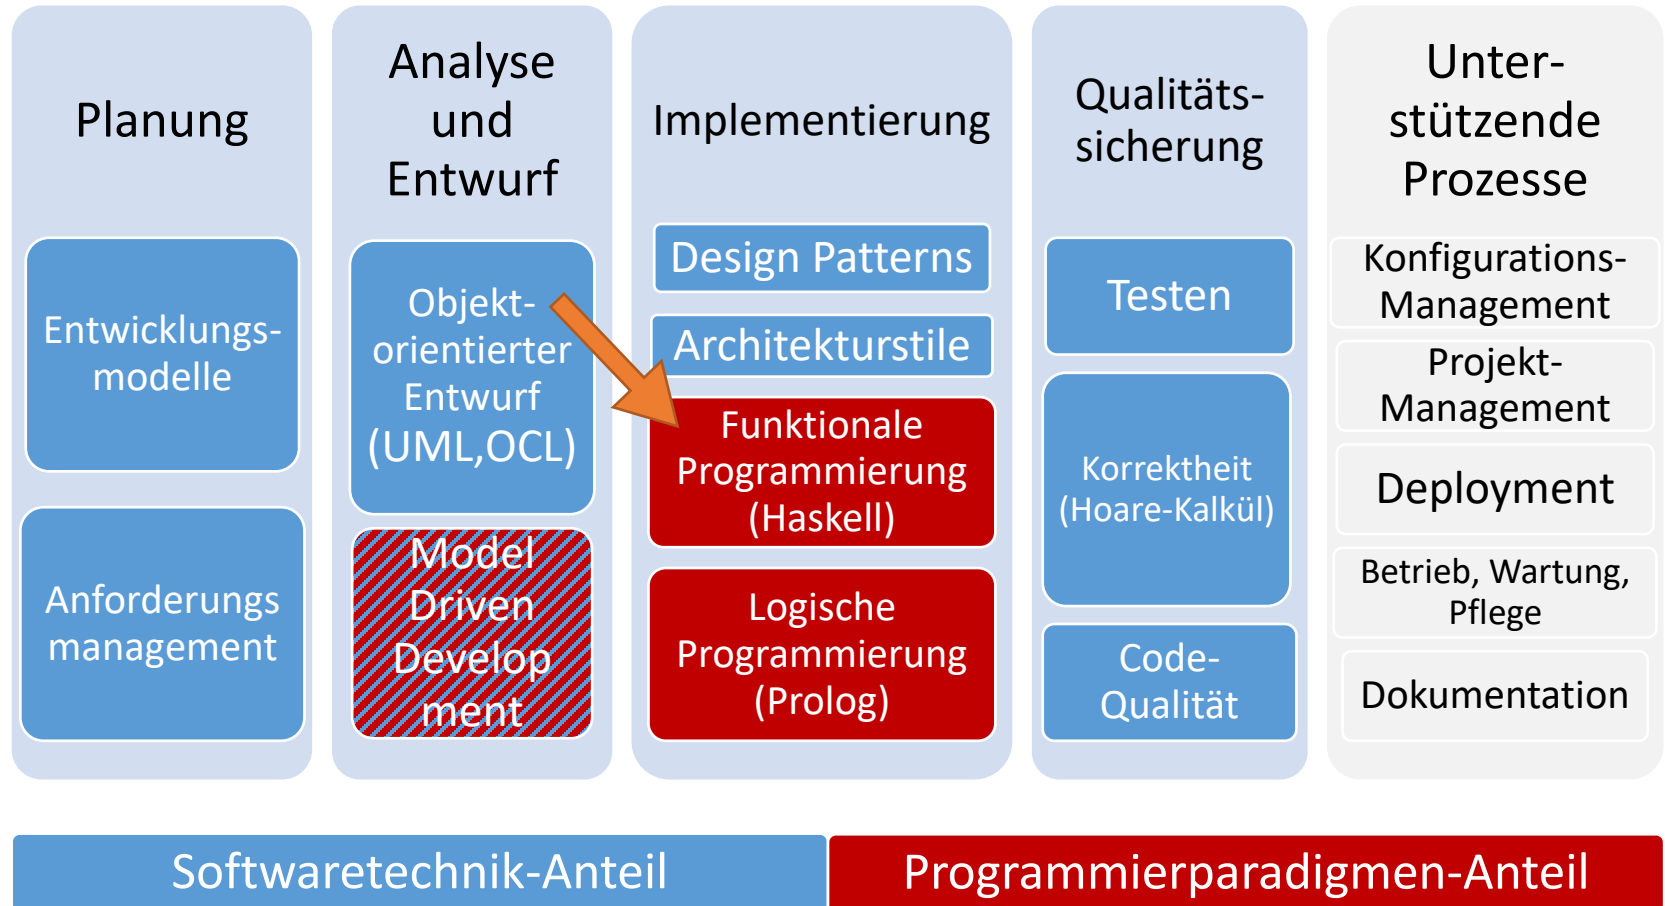 Planung
Entwicklungs-
modelle
Anforderungs
management
Analyse
und
Entwurf
Objekt-
orientierter
Entwurf
(UML,OCL)
Model
Driven
Develop
ment
Implementierung
Design Patterns
Architekturstile
Funktionale
Programmierung
(Haskell)
Logische
Programmierung
(Prolog)
Qualitäts-
sicherung
Testen
Korrektheit
(Hoare-Kalkül)
Code-
Qualität
Unter-
stützende
Prozesse
Konfigurations-
Management
Projekt-
Management
Deployment
Betrieb, Wartung,
Pflege
Dokumentation
Softwaretechnik-Anteil
Programmierparadigmen-Anteil